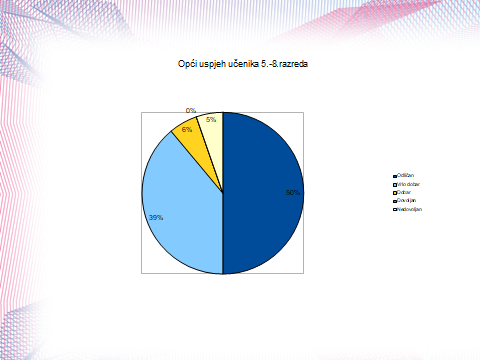 Opći uspjeh učenika 5.-8.razreda
0%
5%
6%
50%
39%
Odličan
Vrlo dobar
Dobar
Dovoljan
Nedovoljan